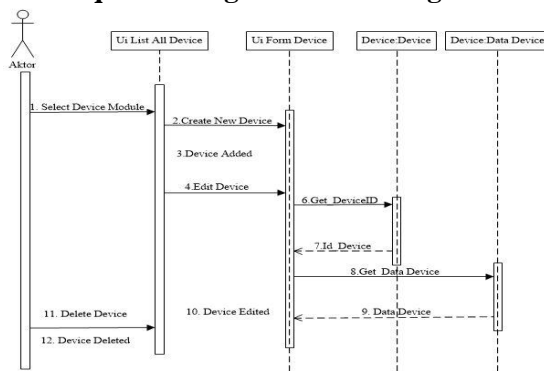 Ui List All Device
Ui Form Device
Device:Device
Device:Data Device
Aktor
1. Select Device Module
2.Create New Device
3.Device Added
4.Edit Device
6.Get_DeviceID
7.Id_Device
8.Get_Data Device
9. Data Device
10. Device Edited
11. Delete Device
12. Device Deleted